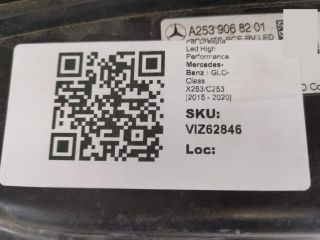 A253 906 82 01
Led High
Performance
Mercedes-
Benz : GLC-
Class
X253/C253
[2015 - 2020]
SKU:
VIZ62846
Loc: